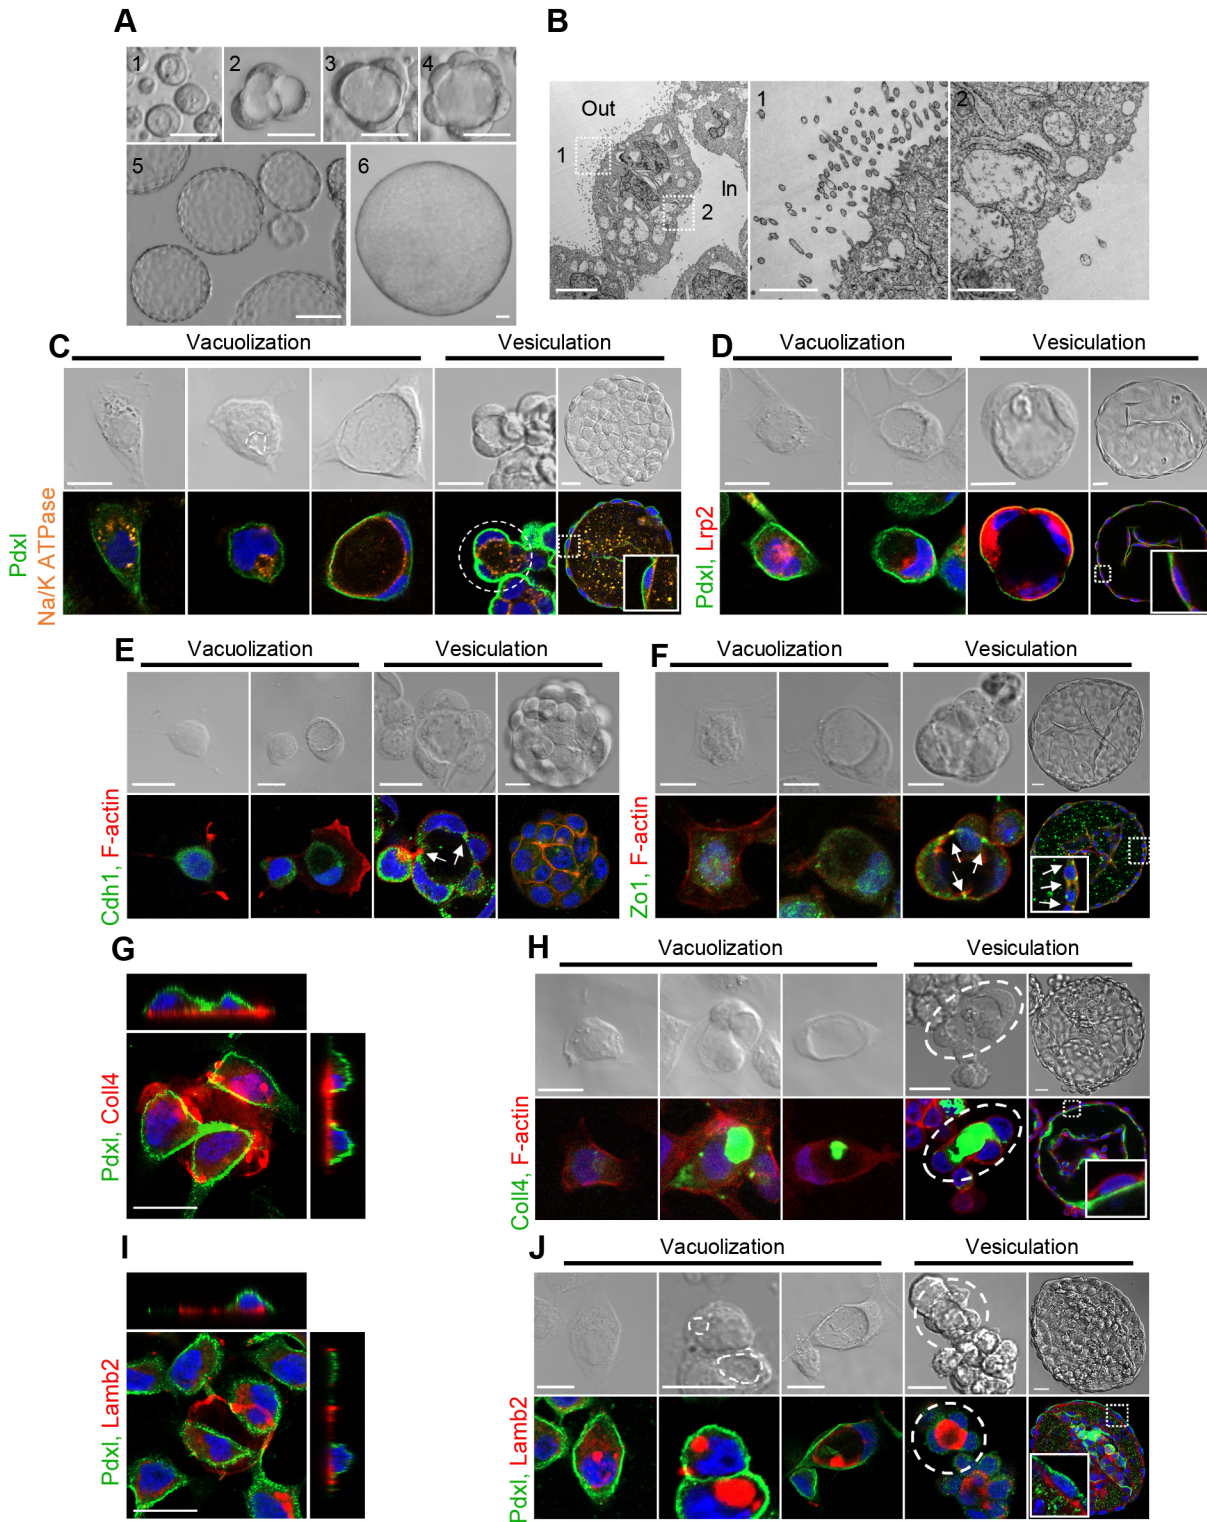 A
1
2
3
4
5
6
B
Out
1
In
2
1
2
C
Vacuolization
Vesiculation
Pdxl
Na/K ATPase
D
Vacuolization
Vesiculation
Pdxl, Lrp2
E
Vacuolization
Vesiculation
Cdh1, F-actin
F
Vacuolization
Vesiculation
Zo1, F-actin
G
Pdxl, Coll4
H
Vacuolization
Vesiculation
Coll4, F-actin
I
Pdxl, Lamb2
J
Vacuolization
Vesiculation
Pdxl, Lamb2